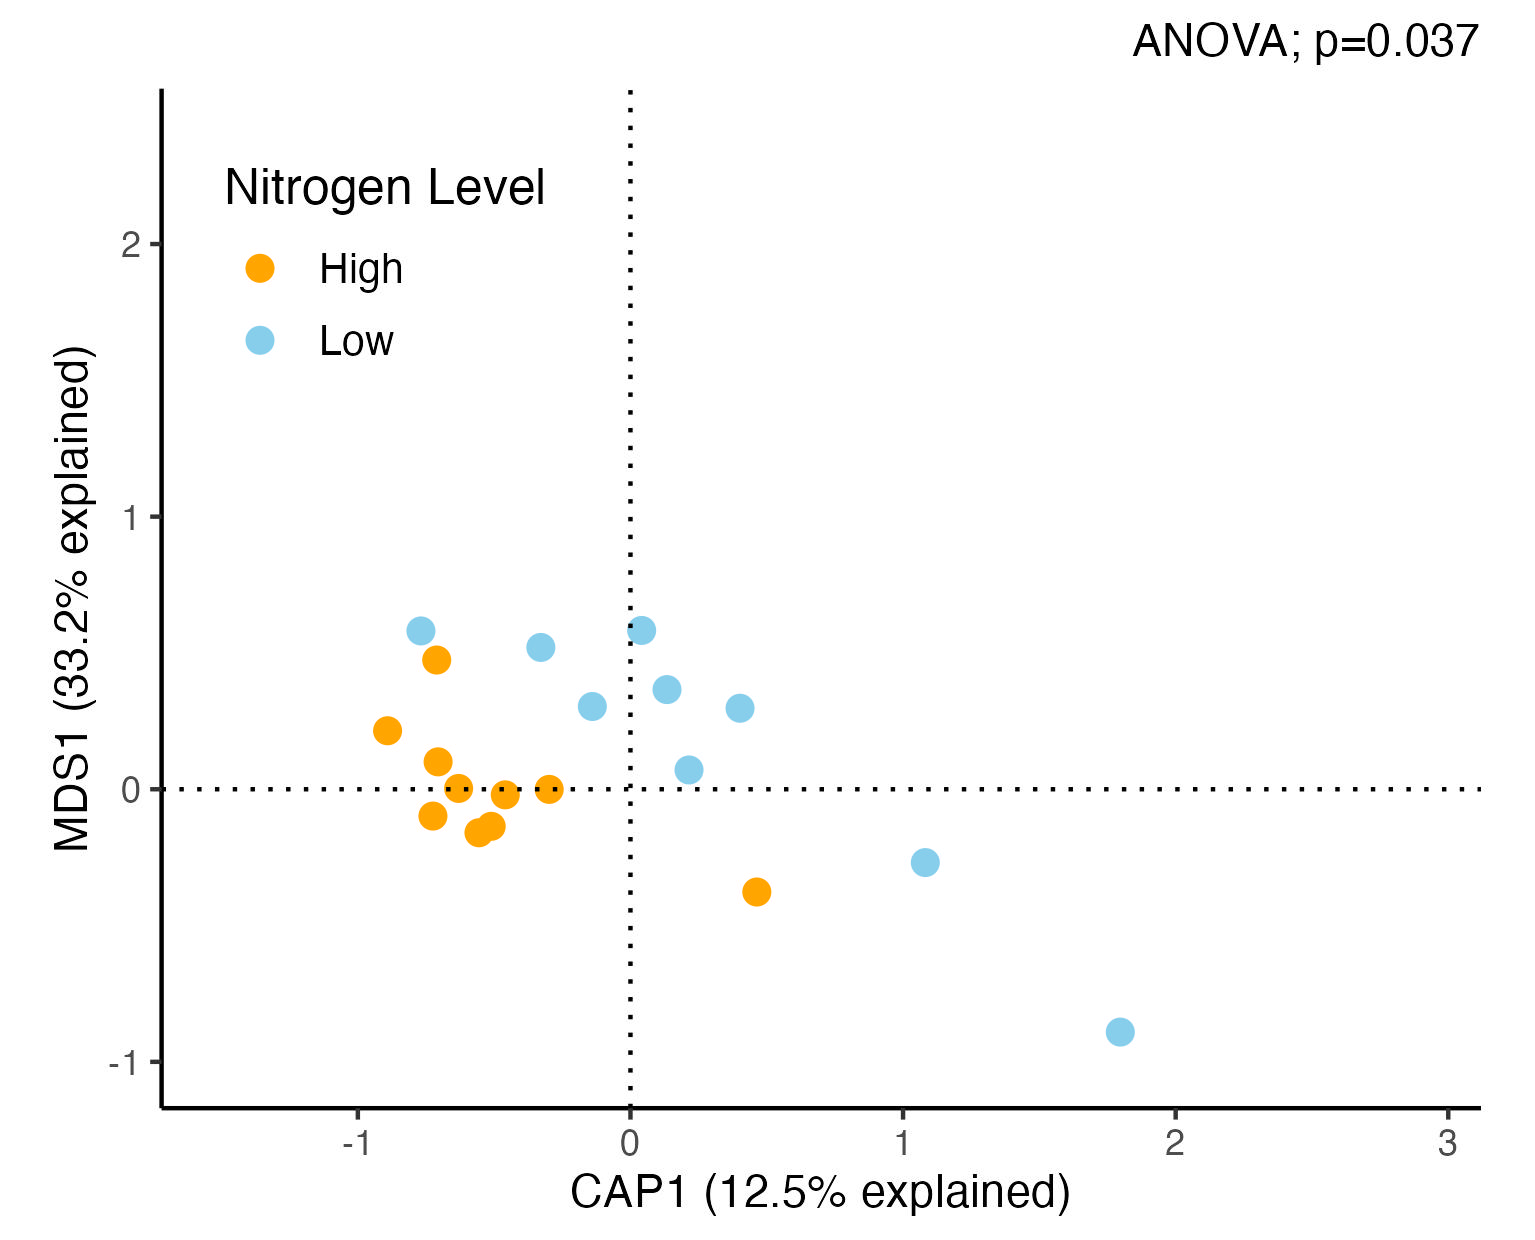 ANOVA; p=0.037
Nitrogen Level
High
Low
MDS1 (33.2% explained)
2
1
0
-1
-1
0
1
2
3
CAP1 (12.5% explained)